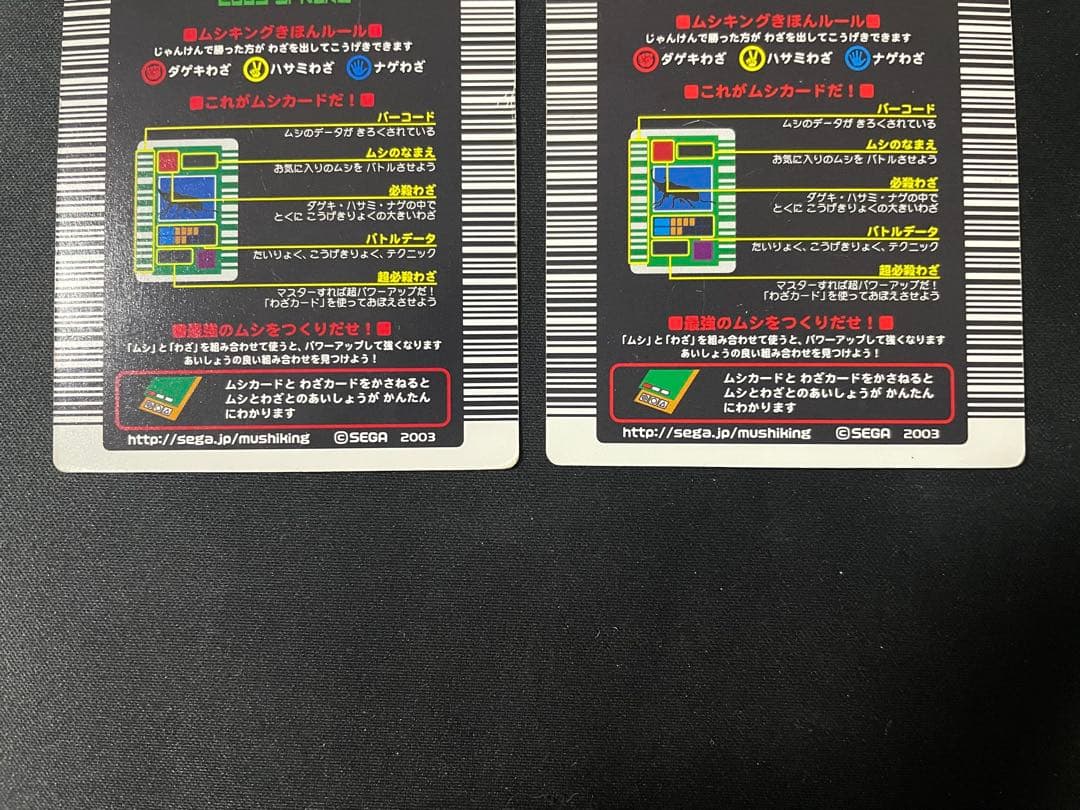 ムシキングきほんルール
じゃんけんで勝った方が わざを出してこうげきできます
ダゲキわざ ハサミわざ ナゲわざ
これがムシカードだ！
バーコード
ムシのデータが きろくされている
ムシのなまえ
お気に入りのムシを バトルさせよう
必殺わざ
ダゲキ・ハサミ・ナゲの中で
とくに こうげきりょくの大きいわざ
バトルデータ
たいりょく、こうげきりょく、テクニック
超必殺わざ
マスターすれば超パワーアップだ！
「わざカード」を使っておぼえさせよう
最強のムシをつくりだせ！
「ムシ」と「わざ」を組み合わせて使うと、パワーアップして強くなります
あいしょうの良い組み合わせを見つけよう！
ムシカードと わざカードをかさねると
ムシとわざとのあいしょうが かんたん
にわかります
http://sega.jp/mushiking ©SEGA 2003
ムシキングきほんルール
じゃんけんで勝った方が わざを出してこうげきできます
ダゲキわざ ハサミわざ ナゲわざ
これがムシカードだ！
バーコード
ムシのデータが きろくされている
ムシのなまえ
お気に入りのムシを バトルさせよう
必殺わざ
ダゲキ・ハサミ・ナゲの中で
とくに こうげきりょくの大きいわざ
バトルデータ
たいりょく、こうげきりょく、テクニック
超必殺わざ
マスターすれば超パワーアップだ！
「わざカード」を使っておぼえさせよう
最強のムシをつくりだせ！
「ムシ」と「わざ」を組み合わせて使うと、パワーアップして強くなります
あいしょうの良い組み合わせを見つけよう！
ムシカードと わざカードをかさねると
ムシとわざとのあいしょうが かんたん
にわかります
http://sega.jp/mushiking ©SEGA 2003